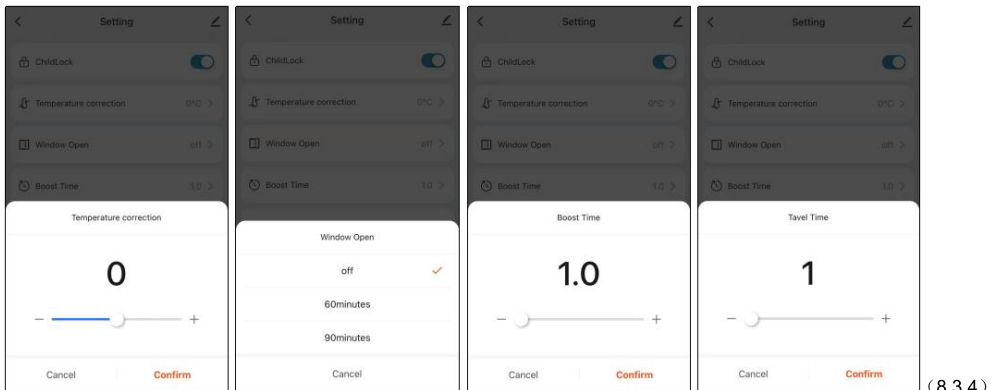 Setting
ChildLock
Temperature correction 0°C
Window Open off
Boost Time 1.0
Temperature correction
0
Cancel Confirm
Setting
ChildLock
Temperature correction 0°C
Window Open off
Boost Time 1.0
Window Open
off
60minutes
90minutes
Cancel
Setting
ChildLock
Temperature correction 0°C
Window Open off
Boost Time 1.0
Boost Time
1.0
Cancel Confirm
Setting
ChildLock
Temperature correction 0°C
Window Open off
Boost Time 1.0
Tavel Time
1
Cancel Confirm
(8.3.4)